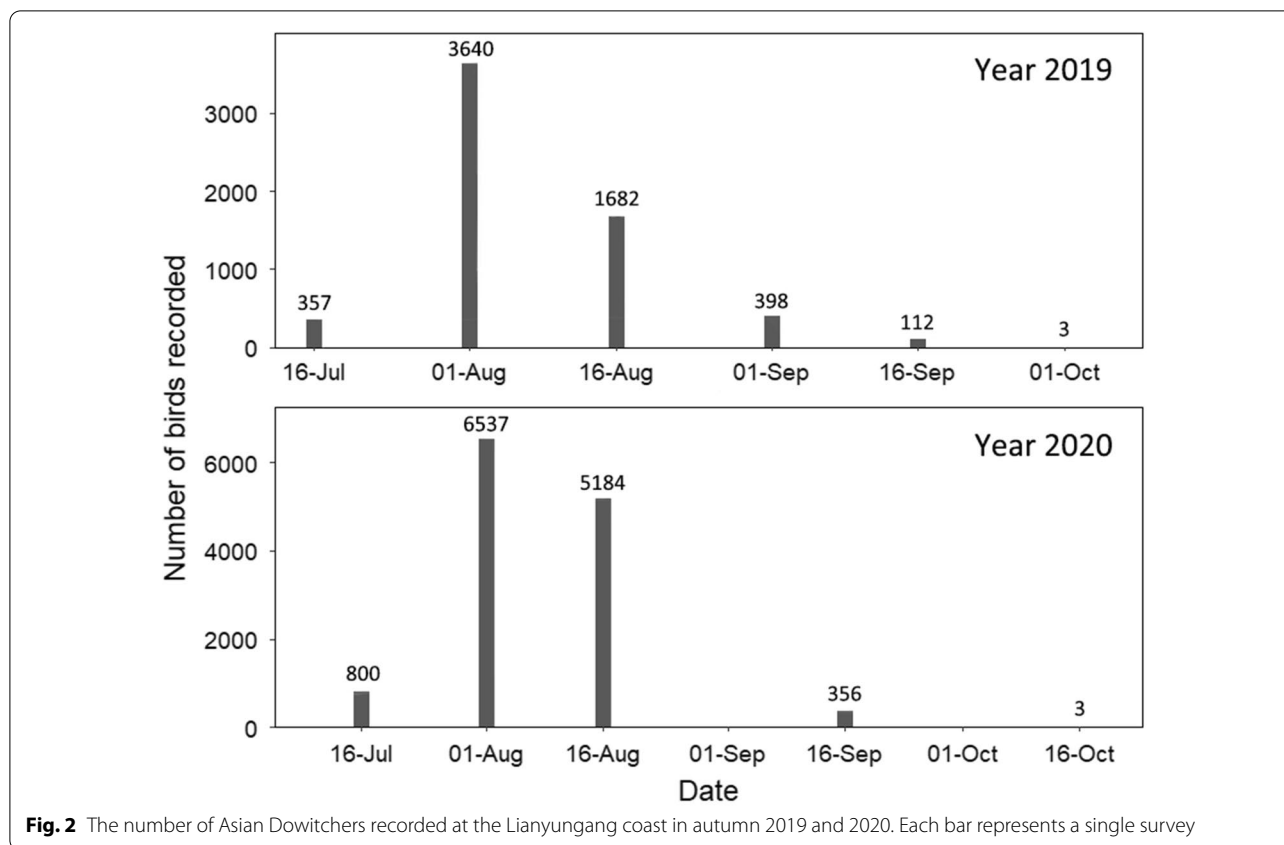 Year 2019
Number of birds recorded
3000
2000
1000
0
357
3640
1682
398
112
3
16-Jul
01-Aug
16-Aug
01-Sep
16-Sep
01-Oct
Year 2020
6000
4000
2000
0
800
6537
5184
356
3
16-Jul
01-Aug
16-Aug
01-Sep
16-Sep
01-Oct
16-Oct
Date
Fig. 2 The number of Asian Dowitchers recorded at the Lianyungang coast in autumn 2019 and 2020. Each bar represents a single survey